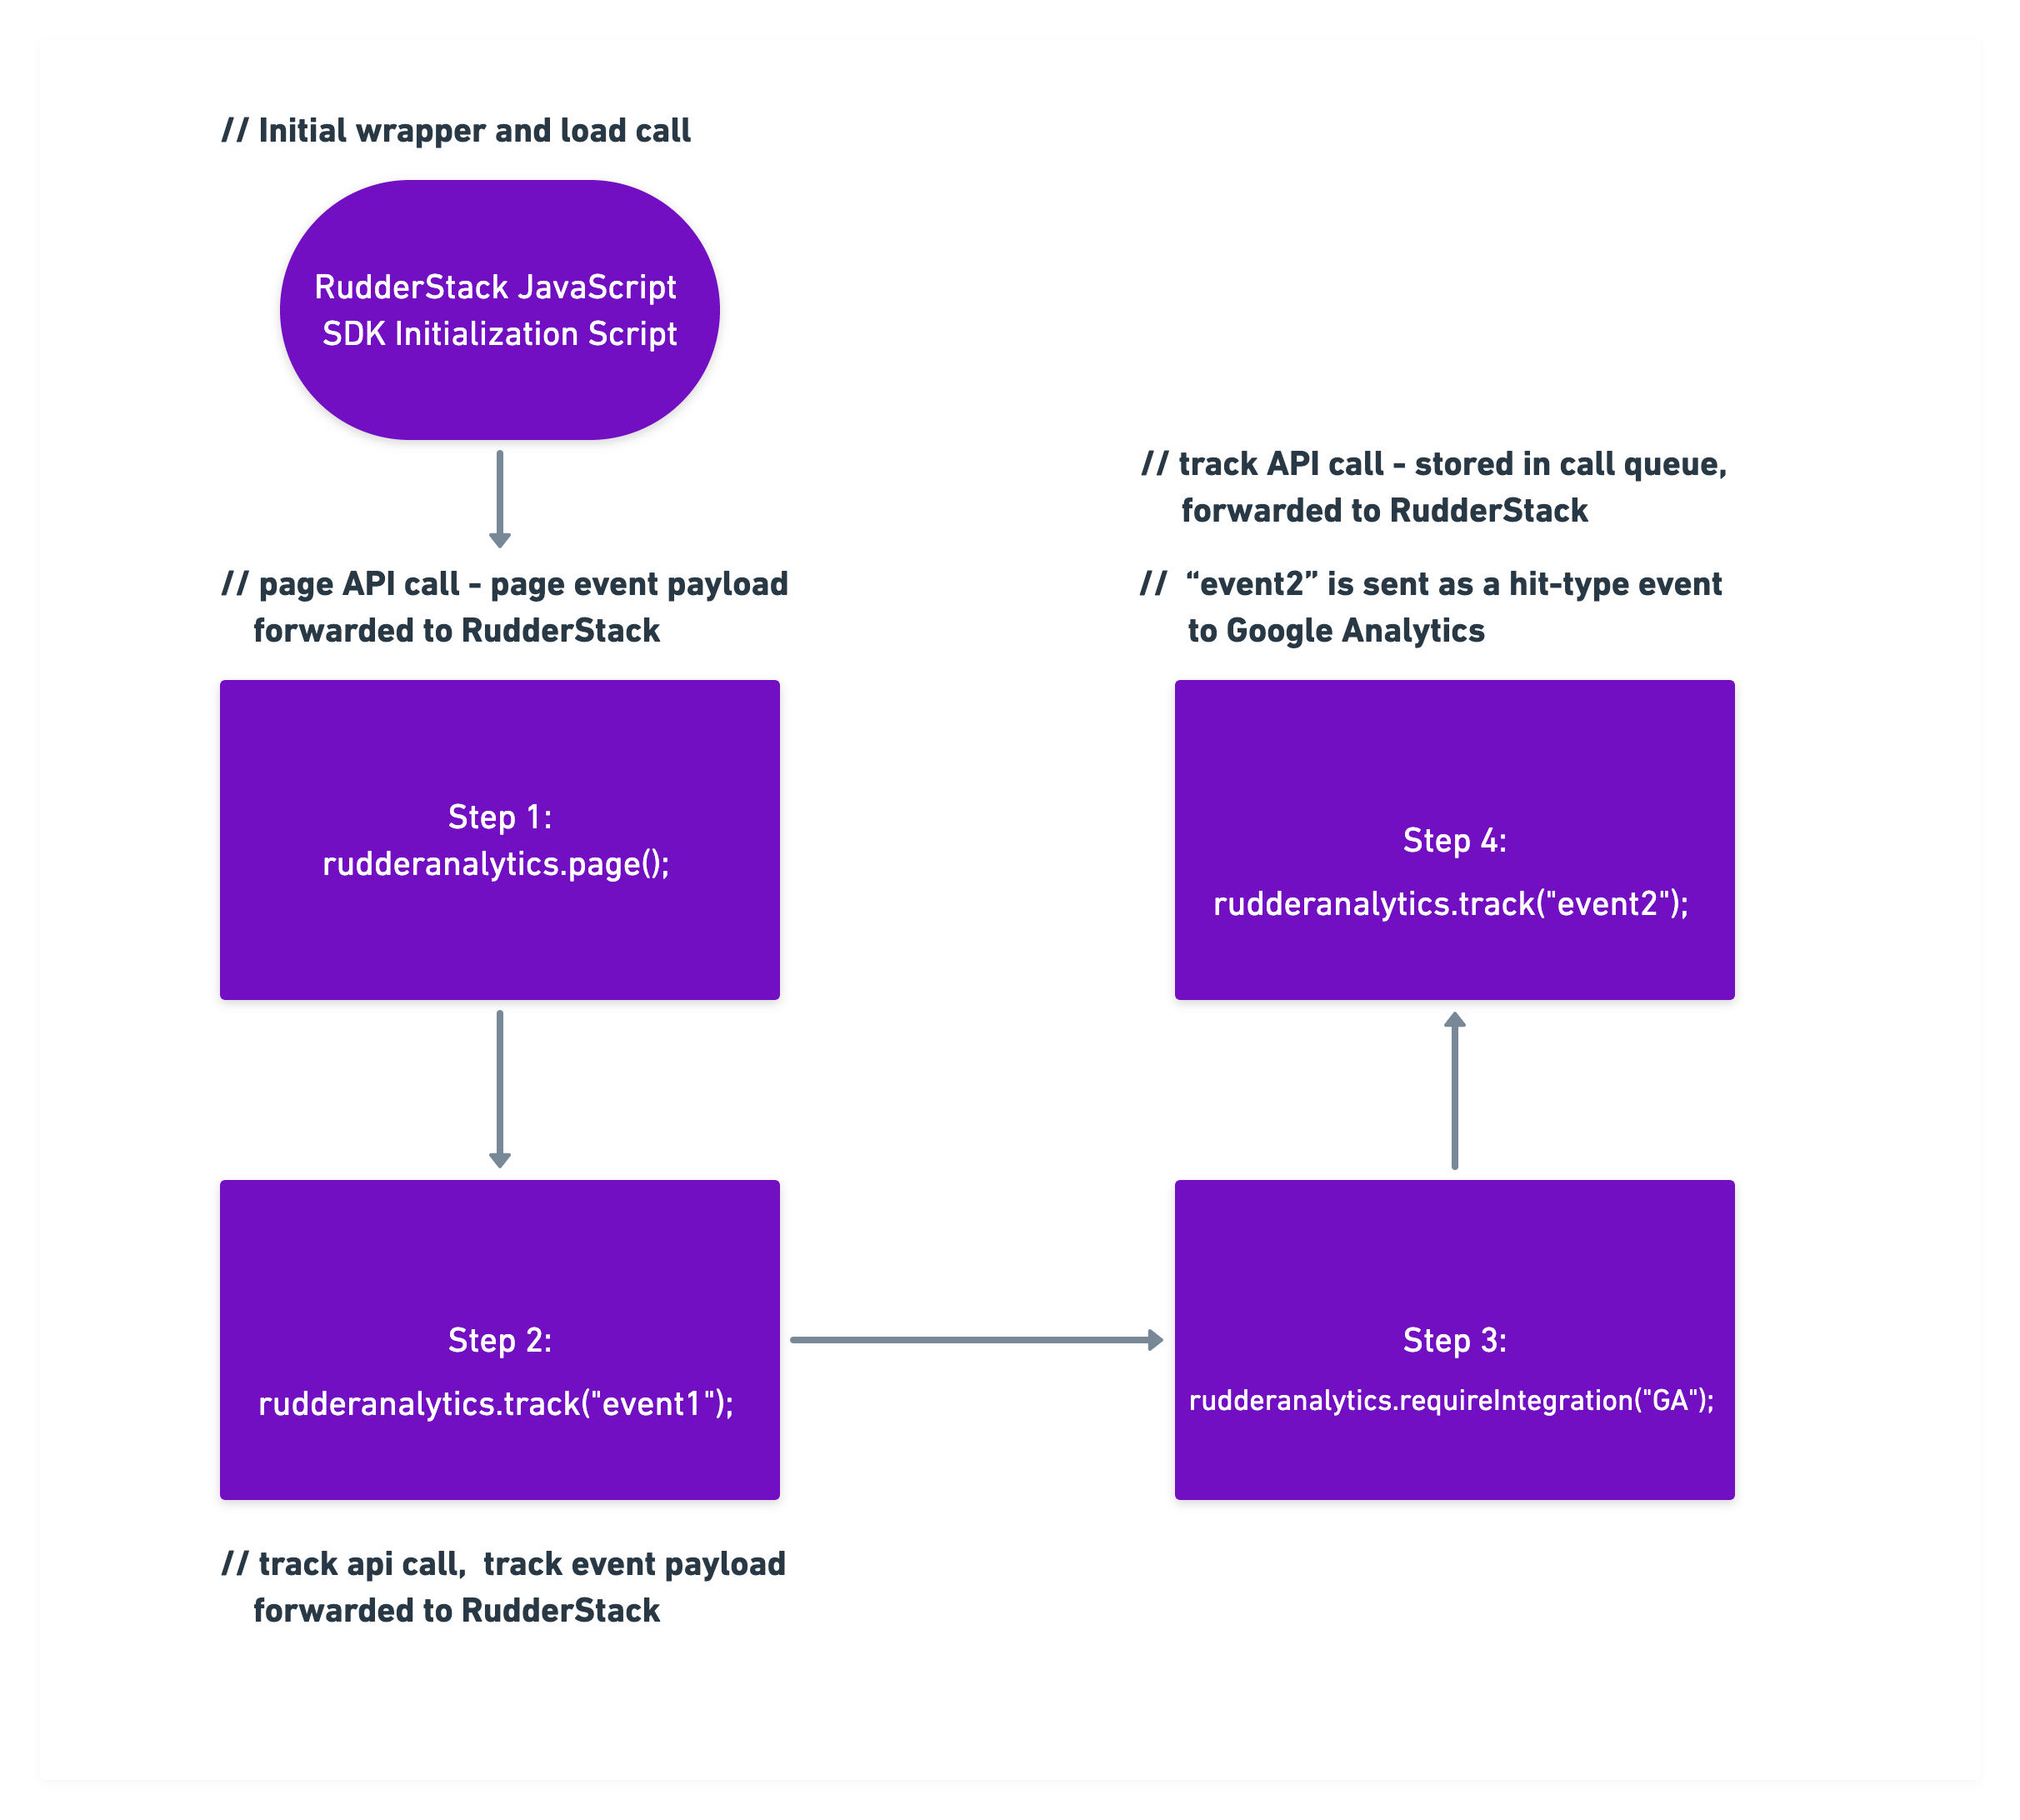 // Initial wrapper and load call
RudderStack JavaScript
SDK Initialization Script
// page API call - page event payload
forwarded to RudderStack
Step 1:
rudderanalytics.page();
Step 2:
rudderanalytics.track("event1");
// track api call,  track event payload
forwarded to RudderStack
Step 3:
rudderanalytics.requireIntegration("GA");
// track API call - stored in call queue,
forwarded to RudderStack
//  “event2” is sent as a hit-type event
to Google Analytics
Step 4:
rudderanalytics.track("event2");